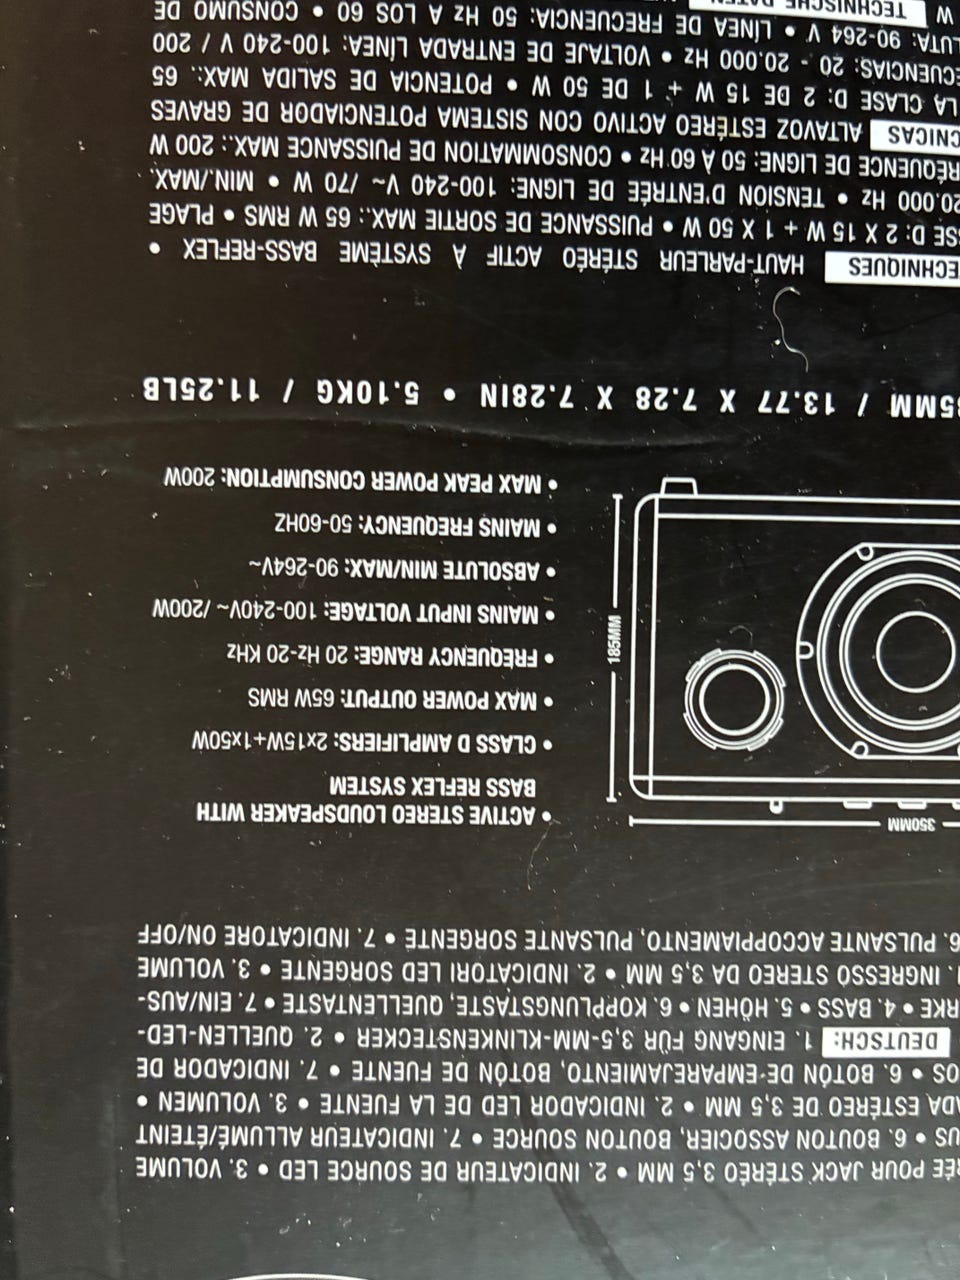 RÉE POUR JACK STÉRÉO 3,5 MM • 2. INDICATEUR DE SOURCE LED • 3. VOLUME
US • 6. BOUTON ASSOCIER, BOUTON SOURCE • 7. INDICATEUR ALLUMÉ/ÉTEINT
ADA ESTÉREO DE 3,5 MM • 2. INDICADOR LED DE LA FUENTE • 3. VOLUMEN •
OS • 6. BOTÓN DE EMPAREJAMIENTO, BOTÓN DE FUENTE • 7. INDICADOR DE
DEUTSCH: 1. EINGANG FÜR 3,5-MM-KLINKENSTECKER • 2. QUELLEN-LED-
RKE • 4. BASS • 5. HÖHEN • 6. KOPPLUNGSTASTE, QUELLENTASTE • 7. EIN/AUS-
1. INGRESSO STEREO DA 3,5 MM • 2. INDICATORI LED SORGENTE • 3. VOLUME
6. PULSANTE ACCOPPIAMENTO, PULSANTE SORGENTE • 7. INDICATORE ON/OFF
350MM
185MM
• ACTIVE STEREO LOUDSPEAKER WITH
BASS REFLEX SYSTEM
• CLASS D AMPLIFIERS: 2x15W+1x50W
• MAX POWER OUTPUT: 65W RMS
• FREQUENCY RANGE: 20 Hz-20 KHz
• MAINS INPUT VOLTAGE: 100-240V~ /200W
• ABSOLUTE MIN/MAX: 90-264V~
• MAINS FREQUENCY: 50-60HZ
• MAX PEAK POWER CONSUMPTION: 200W
85MM / 13.77 X 7.28 X 7.28IN • 5.10KG / 11.25LB
ECHNIQUES HAUT-PARLEUR STÉRÉO ACTIF À SYSTÈME BASS-REFLEX •
SSE D: 2 X 15 W + 1 X 50 W • PUISSANCE DE SORTIE MAX.: 65 W RMS • PLAGE
20.000 HZ • TENSION D'ENTRÉE DE LIGNE: 100-240 V~ /70 W • MIN./MAX.
RÉQUENCE DE LIGNE: 50 À 60 HZ • CONSOMMATION DE PUISSANCE MAX.: 200 W
CNICAS ALTAVOZ ESTÉREO ACTIVO CON SISTEMA POTENCIADOR DE GRAVES
LA CLASE D: 2 DE 15 W + 1 DE 50 W • POTENCIA DE SALIDA MAX.: 65
ECUENCIAS: 20 - 20.000 HZ • VOLTAJE DE ENTRADA LÍNEA: 100-240 V / 200
LUTA: 90-264 V • LÍNEA DE FRECUENCIA: 50 HZ A LOS 60 • CONSUMO DE
W TECHNISCHE DATEN